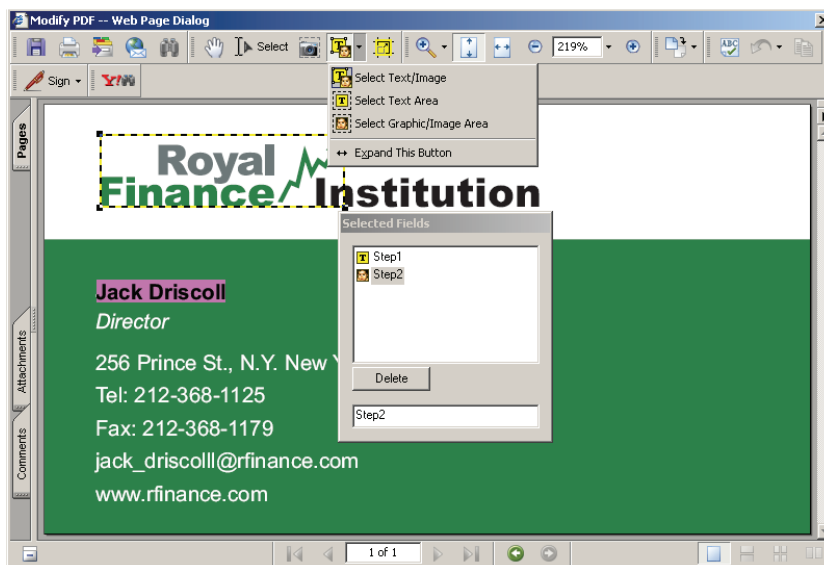 Modify PDF -- Web Page Dialog
Select
219%
Sign
Y!
Select Text/Image
Select Text Area
Select Graphic/Image Area
Expand This Button
Pages
Attachments
Comments
Royal
Finance Institution
Selected Fields
T Step1
Step2
Delete
Step2
Jack Driscoll
Director
256 Prince St., N.Y. New Y
Tel: 212-368-1125
Fax: 212-368-1179
jack_driscolll@rfinance.com
www.rfinance.com
1 of 1